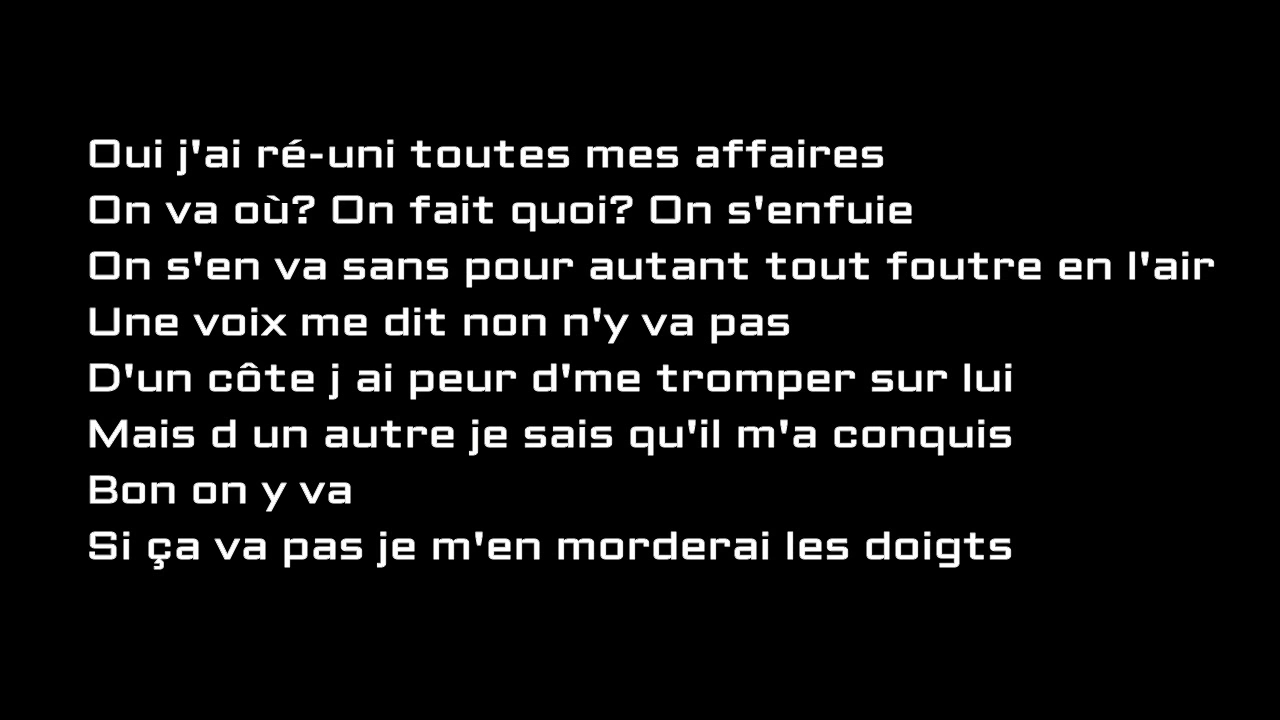 Oui j'ai ré-uni toutes mes affaires
On va où? On fait quoi? On s'enfuie
On s'en va sans pour autant tout foutre en l'air
Une voix me dit non n'y va pas
D'un côte j ai peur d'me tromper sur lui
Mais d un autre je sais qu'il m'a conquis
Bon on y va
Si ça va pas je m'en morderai les doigts